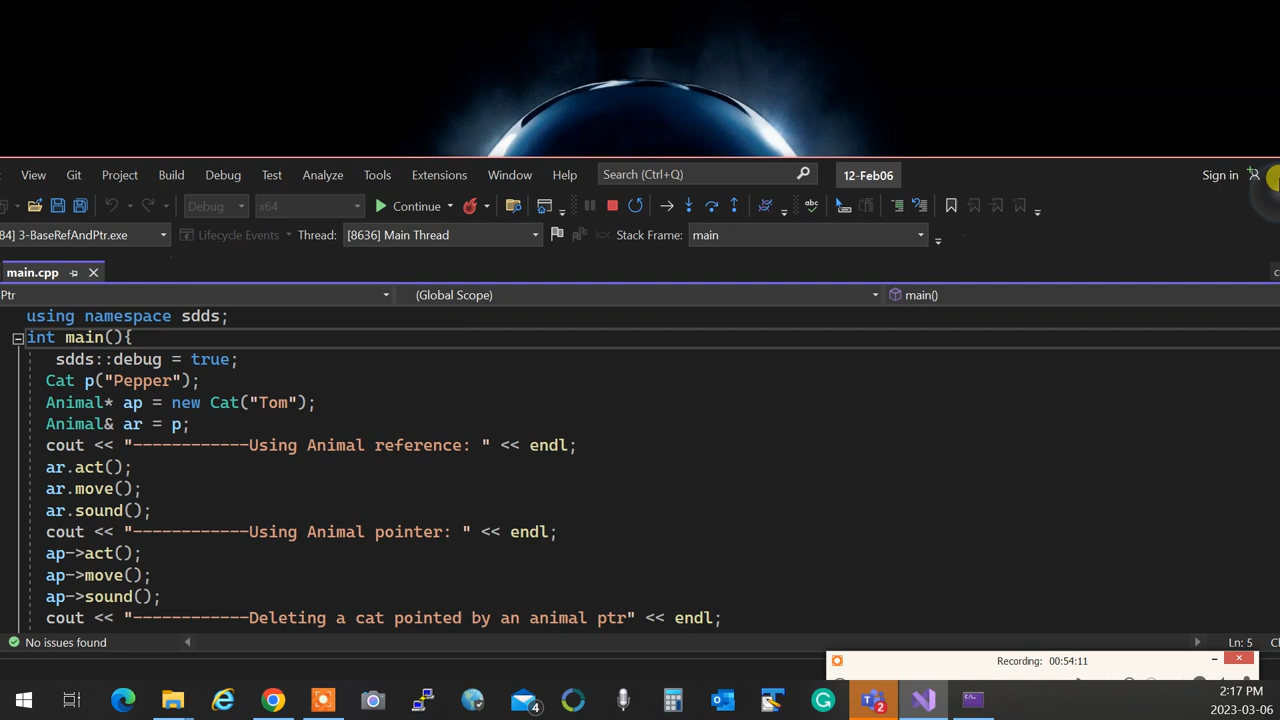 View Git Project Build Debug Test Analyze Tools Extensions Window Help Search (Ctrl+Q) 12-Feb06 Sign in
Debug x64 Continue
84] 3-BaseRefAndPtr.exe Lifecycle Events Thread: [8636] Main Thread Stack Frame: main
main.cpp
Ptr (Global Scope) main()
using namespace sdds;
int main(){
sdds::debug = true;
Cat p("Pepper");
Animal* ap = new Cat("Tom");
Animal& ar = p;
cout << "------------Using Animal reference: " << endl;
ar.act();
ar.move();
ar.sound();
cout << "------------Using Animal pointer: " << endl;
ap->act();
ap->move();
ap->sound();
cout << "------------Deleting a cat pointed by an animal ptr" << endl;
No issues found Ln: 5
Recording: 00:54:11
4
2
2:17 PM
2023-03-06